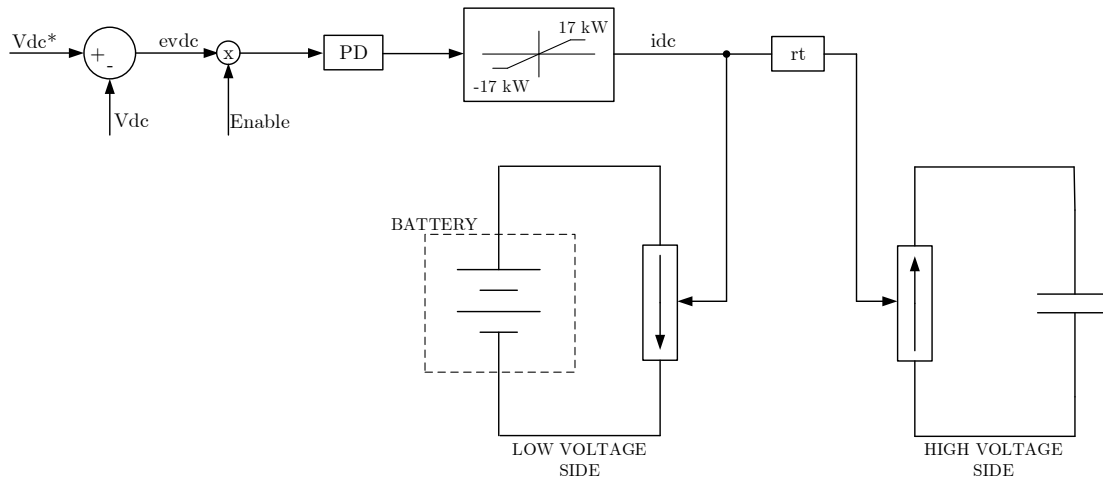 Vdc*
+
-
evdc
x
PD
17 kW
-17 kW
idc
rt
Vdc
Enable
BATTERY
LOW VOLTAGE
SIDE
HIGH VOLTAGE
SIDE